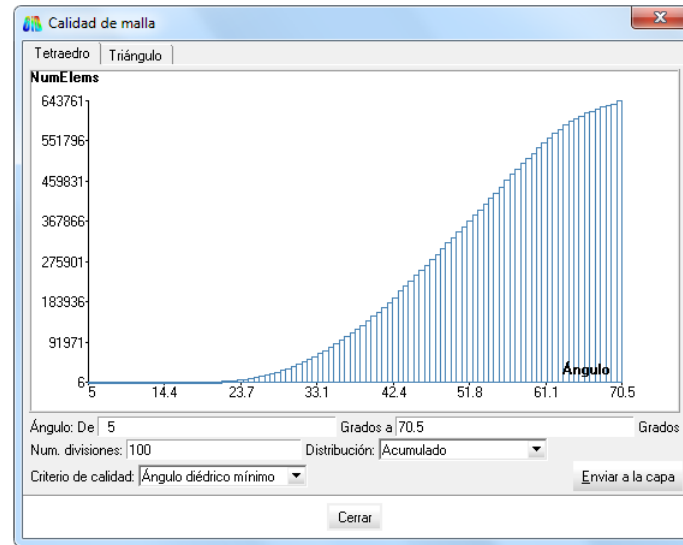 Calidad de malla
x
Tetraedro Triángulo
NumElems
643761
551796
459831
367866
275901
183936
91971
6
Ángulo
5 14.4 23.7 33.1 42.4 51.8 61.1 70.5
Ángulo: De 5 Grados a 70.5 Grados
Num. divisiones: 100 Distribución: Acumulado
Criterio de calidad: Ángulo diédrico mínimo Enviar a la capa
Cerrar